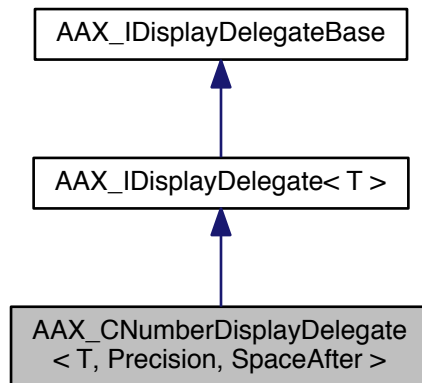 AAX_IDisplayDelegateBase
AAX_IDisplayDelegate< T >
AAX_CNumberDisplayDelegate
< T, Precision, SpaceAfter >